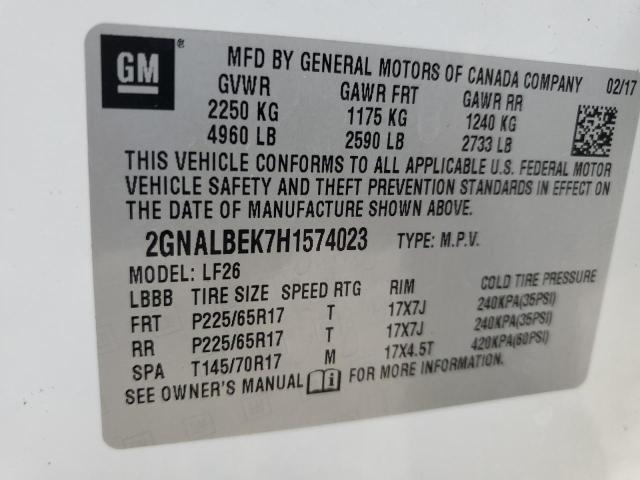 GM ®
MFD BY GENERAL MOTORS OF CANADA COMPANY 02/17
GVWR GAWR FRT GAWR RR
2250 KG 1175 KG 1240 KG
4960 LB 2590 LB 2733 LB
THIS VEHICLE CONFORMS TO ALL APPLICABLE U.S. FEDERAL MOTOR
VEHICLE SAFETY AND THEFT PREVENTION STANDARDS IN EFFECT ON
THE DATE OF MANUFACTURE SHOWN ABOVE.
2GNALBEK7H1574023 TYPE: M.P.V.
MODEL: LF26
LBBB TIRE SIZE SPEED RTG RIM COLD TIRE PRESSURE
FRT P225/65R17 T 17X7J 240KPA(35PSI)
RR P225/65R17 T 17X7J 240KPA(35PSI)
SPA T145/70R17 M 17X4.5T 420KPA(60PSI)
SEE OWNER'S MANUAL FOR MORE INFORMATION.